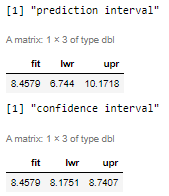 [1] "prediction interval"
A matrix: 1 × 3 of type dbl
fit lwr upr
8.4579 6.744 10.1718
[1] "confidence interval"
A matrix: 1 × 3 of type dbl
fit lwr upr
8.4579 8.1751 8.7407